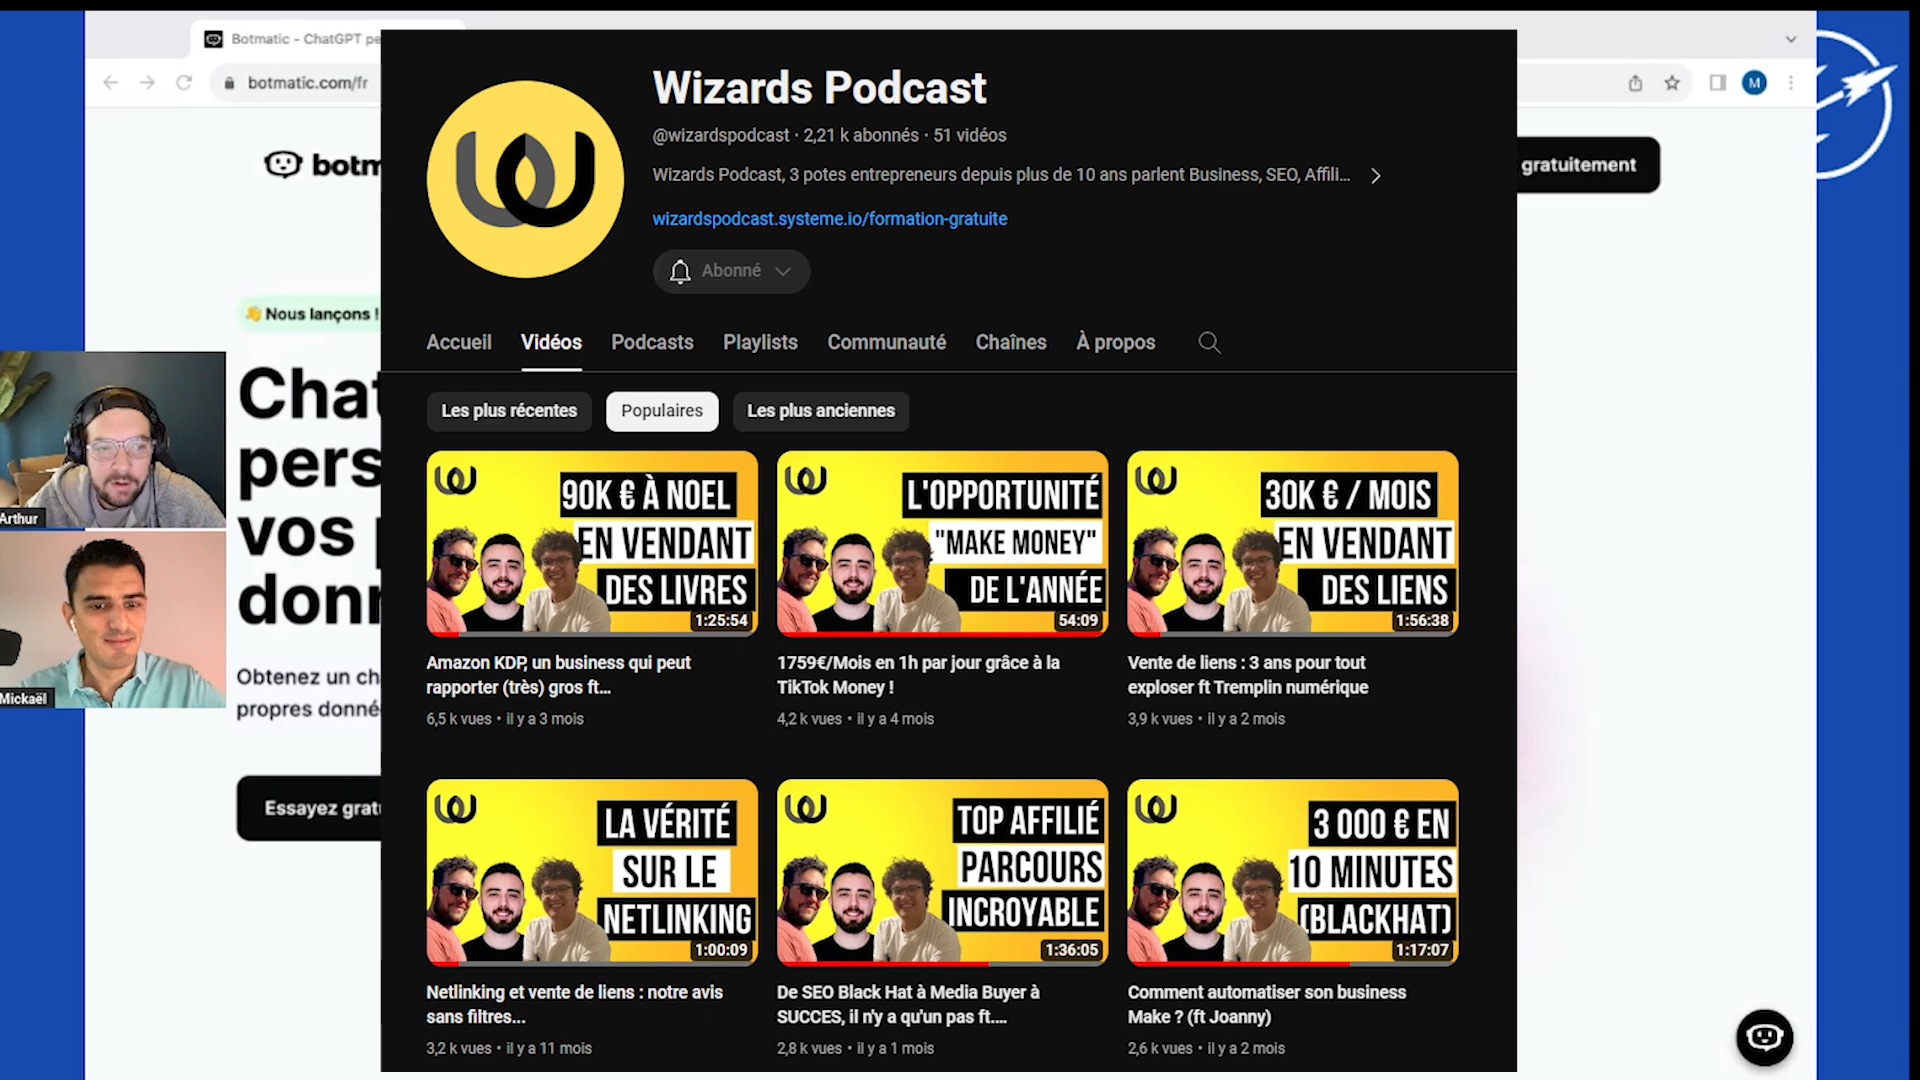 Botmatic - ChatGPT pe
botmatic.com/fr
M
botm
gratuitement
Nous lançons !
Chat
pers
vos
donn
Obtenez un ch
propres donné
Essayez grat
Arthur
Mickaël
Wizards Podcast
@wizardspodcast · 2,21 k abonnés · 51 vidéos
Wizards Podcast, 3 potes entrepreneurs depuis plus de 10 ans parlent Business, SEO, Affili...
wizardspodcast.systeme.io/formation-gratuite
Abonné
Accueil Vidéos Podcasts Playlists Communauté Chaînes À propos
Les plus récentes Populaires Les plus anciennes
90K € À NOEL
EN VENDANT
DES LIVRES
1:25:54
Amazon KDP, un business qui peut
rapporter (très) gros ft...
6,5 k vues • il y a 3 mois
L'OPPORTUNITÉ
"MAKE MONEY"
DE L'ANNÉE
54:09
1759€/Mois en 1h par jour grâce à la
TikTok Money !
4,2 k vues • il y a 4 mois
30K € / MOIS
EN VENDANT
DES LIENS
1:56:38
Vente de liens : 3 ans pour tout
exploser ft Tremplin numérique
3,9 k vues • il y a 2 mois
LA VÉRITÉ
SUR LE
NETLINKING
1:00:09
Netlinking et vente de liens : notre avis
sans filtres...
3,2 k vues • il y a 11 mois
TOP AFFILIÉ
PARCOURS
INCROYABLE
1:36:05
De SEO Black Hat à Media Buyer à
SUCCES, il n'y a qu'un pas ft....
2,8 k vues • il y a 1 mois
3 000 € EN
10 MINUTES
(BLACKHAT)
1:17:07
Comment automatiser son business
Make ? (ft Joanny)
2,6 k vues • il y a 2 mois